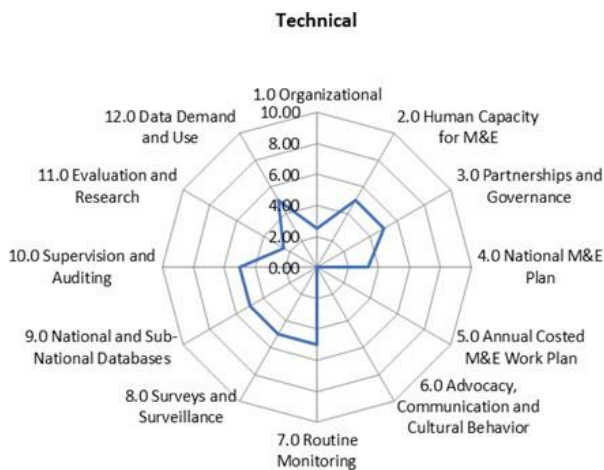 Technical
1.0 Organizational
10.00
8.00
6.00
4.00
2.00
0.00
2.0 Human Capacity
for M&E
3.0 Partnerships and
Governance
4.0 National M&E
Plan
5.0 Annual Costed
M&E Work Plan
6.0 Advocacy,
Communication and
Cultural Behavior
7.0 Routine
Monitoring
8.0 Surveys and
Surveillance
9.0 National and Sub-
National Databases
10.0 Supervision and
Auditing
11.0 Evaluation and
Research
12.0 Data Demand
and Use